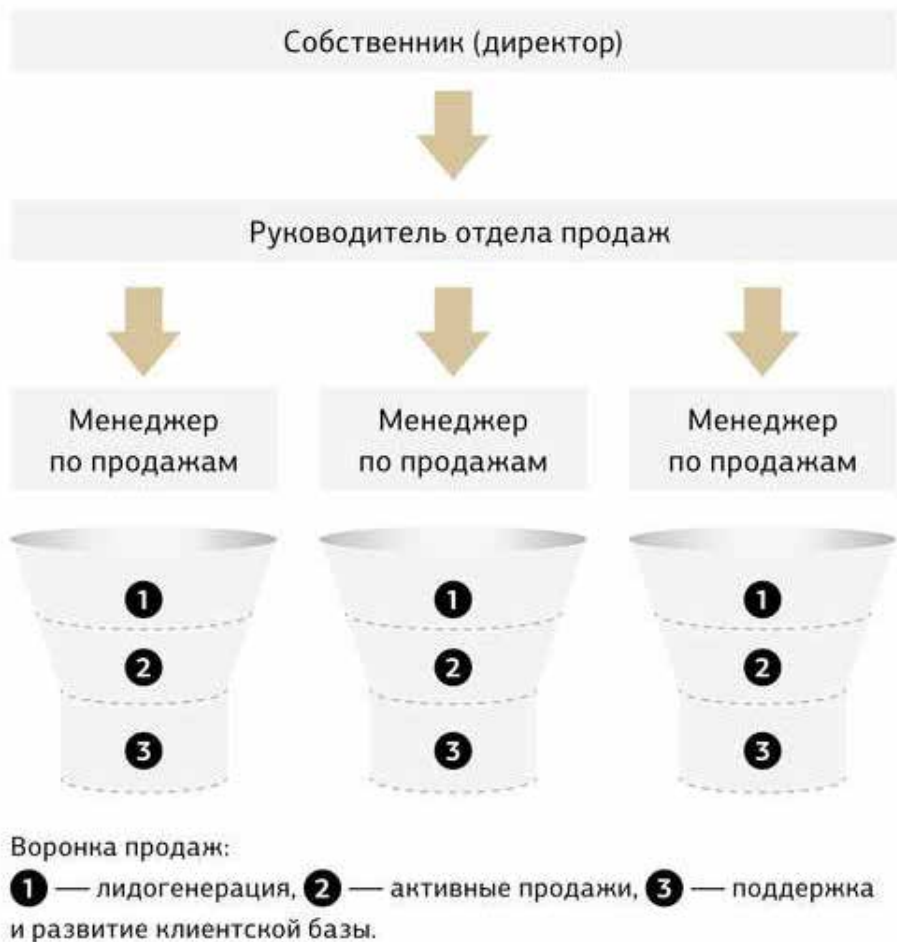 Собственник (директор)
Руководитель отдела продаж
Менеджер
по продажам
Менеджер
по продажам
Менеджер
по продажам
1
1
1
2
2
2
3
3
3
Воронка продаж:
1 — лидогенерация, 2 — активные продажи, 3 — поддержка
и развитие клиентской базы.